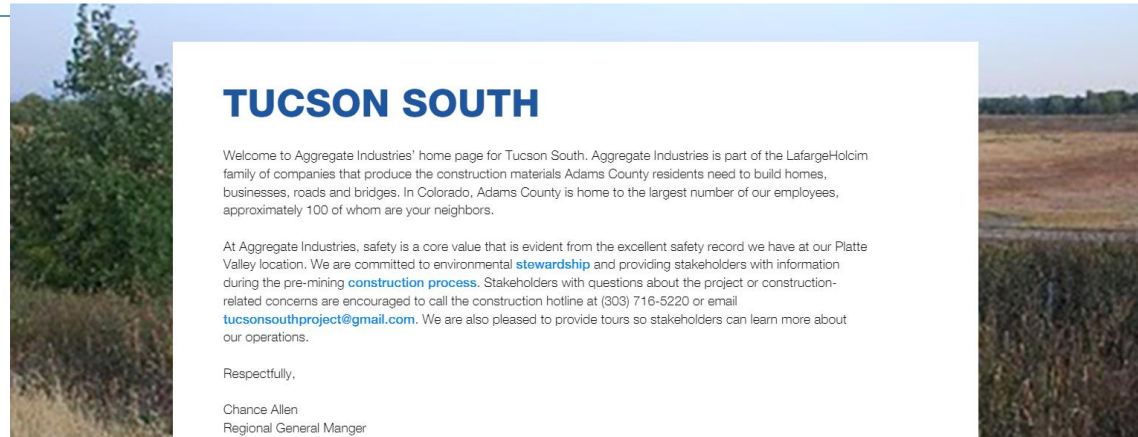 TUCSON SOUTH
Welcome to Aggregate Industries' home page for Tucson South. Aggregate Industries is part of the LafargeHolcim
family of companies that produce the construction materials Adams County residents need to build homes,
businesses, roads and bridges. In Colorado, Adams County is home to the largest number of our employees,
approximately 100 of whom are your neighbors.
At Aggregate Industries, safety is a core value that is evident from the excellent safety record we have at our Platte
Valley location. We are committed to environmental stewardship and providing stakeholders with information
during the pre-mining construction process. Stakeholders with questions about the project or construction-
related concerns are encouraged to call the construction hotline at (303) 716-5220 or email
tucsonsouthproject@gmail.com. We are also pleased to provide tours so stakeholders can learn more about
our operations.
Respectfully,
Chance Allen
Regional General Manger